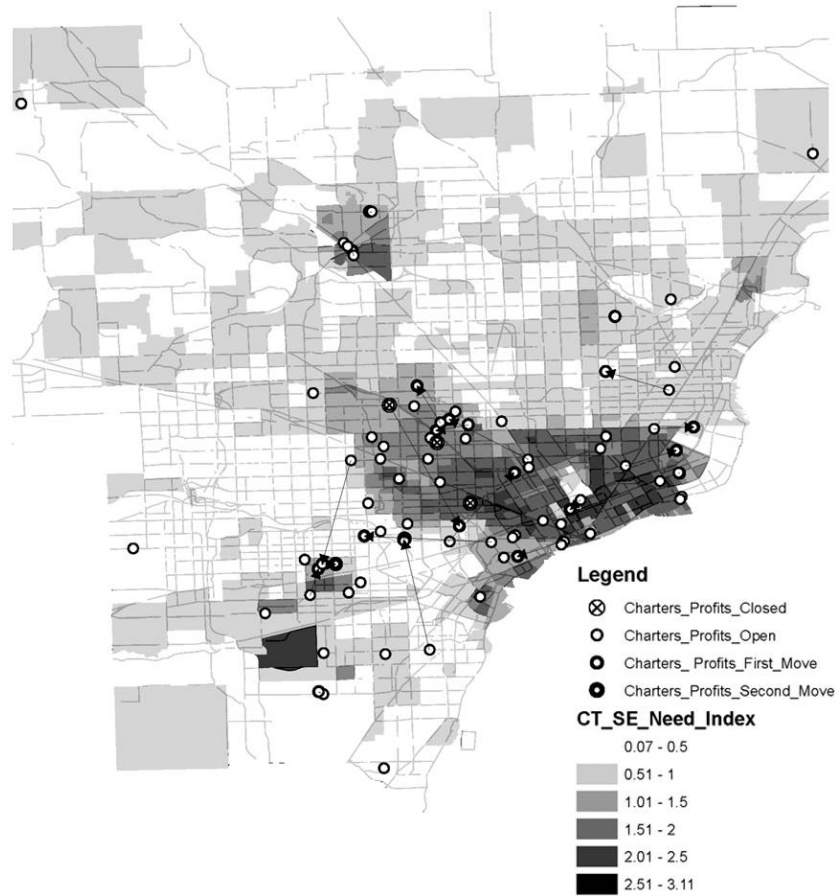 Legend
Charters_Profits_Closed
Charters_Profits_Open
Charters_ Profits_First_Move
Charters_Profits_Second_Move
CT_SE_Need_Index
0.07 - 0.5
0.51 - 1
1.01 - 1.5
1.51 - 2
2.01 - 2.5
2.51 - 3.11